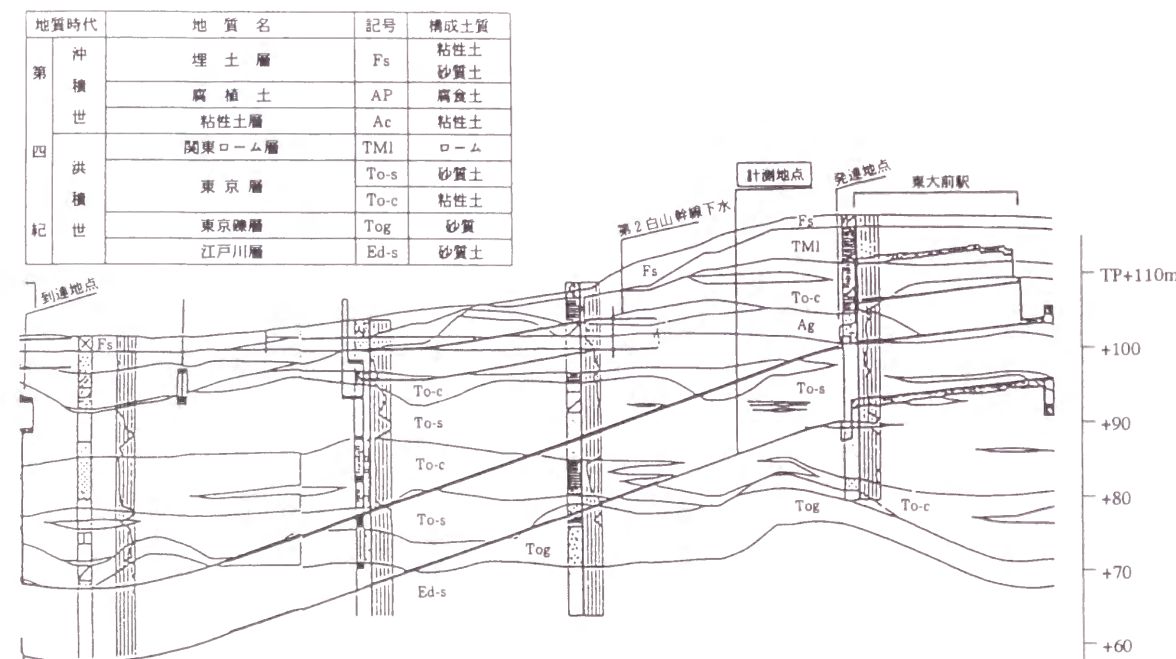 地質時代 地質名 記号 構成土質
第四紀
沖積世
埋土層 Fs 粘性土
砂質土
腐植土 AP 腐食土
粘性土層 Ac 粘性土
洪積世
関東ローム層 TMl ローム
東京層 To-s 砂質土
To-c 粘性土
東京礫層 Tog 砂質
江戸川層 Ed-s 砂質土
計測地点
発進地点
東大前駅
第2白山幹線下水
到達地点
Fs
TMl
Fs
TP+110m
To-c
Ag
Fs
+100
To-c
To-s
To-s
+90
To-c
+80
To-s
Tog
To-c
Tog
+70
Ed-s
+60